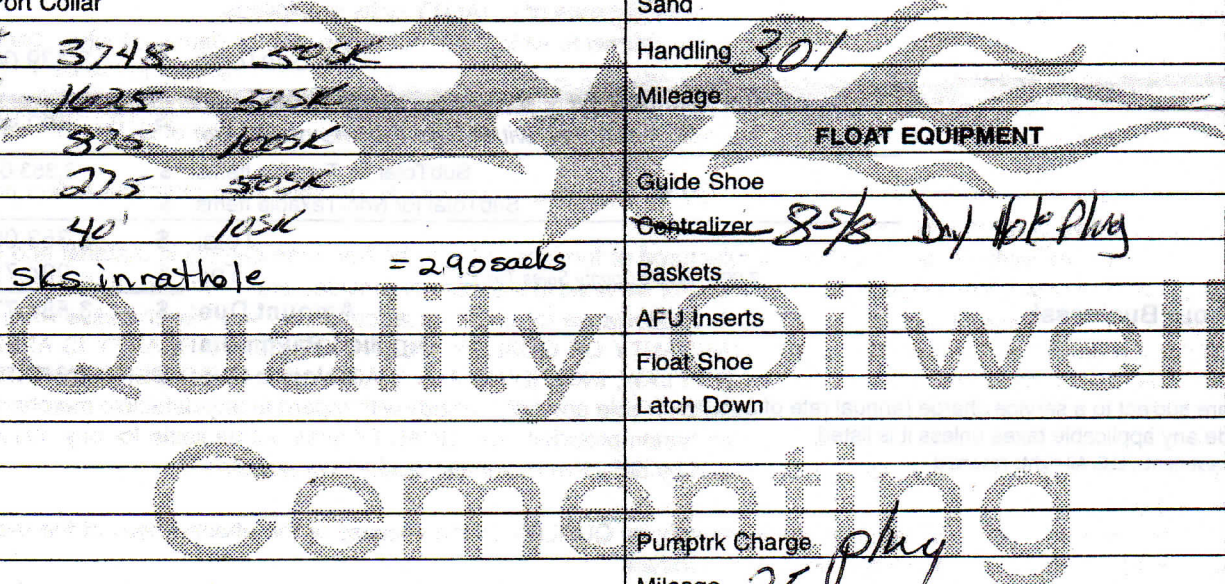 Port Collar
3748 50SK
1625 50SK
875 100SK
275 50SK
40' 10SK
sks in rathole = 290 sacks
Sand
Handling 301
Mileage
FLOAT EQUIPMENT
Guide Shoe
Centralizer 8-5/8 Dry Hole Plug
Baskets
AFU Inserts
Float Shoe
Latch Down
Pumptrk Charge plug
Mileage 25
Quality Oilwell
Cementing